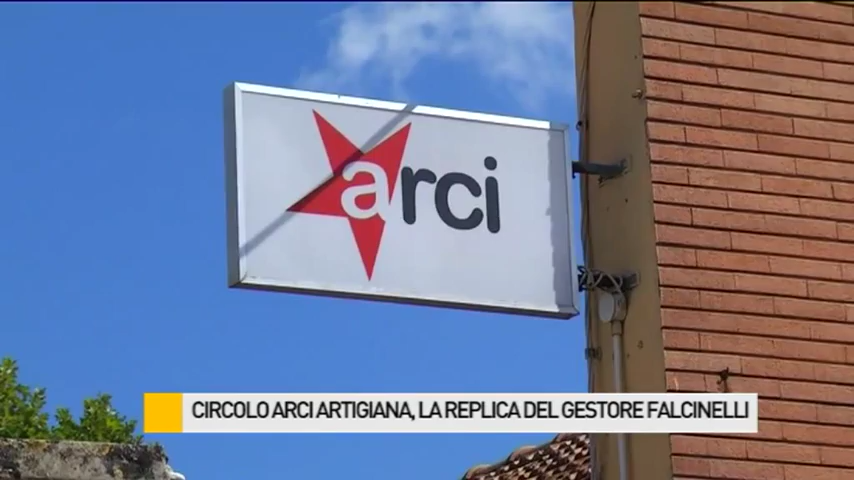 arci
CIRCOLO ARCI ARTIGIANA, LA REPLICA DEL GESTORE FALCINELLI